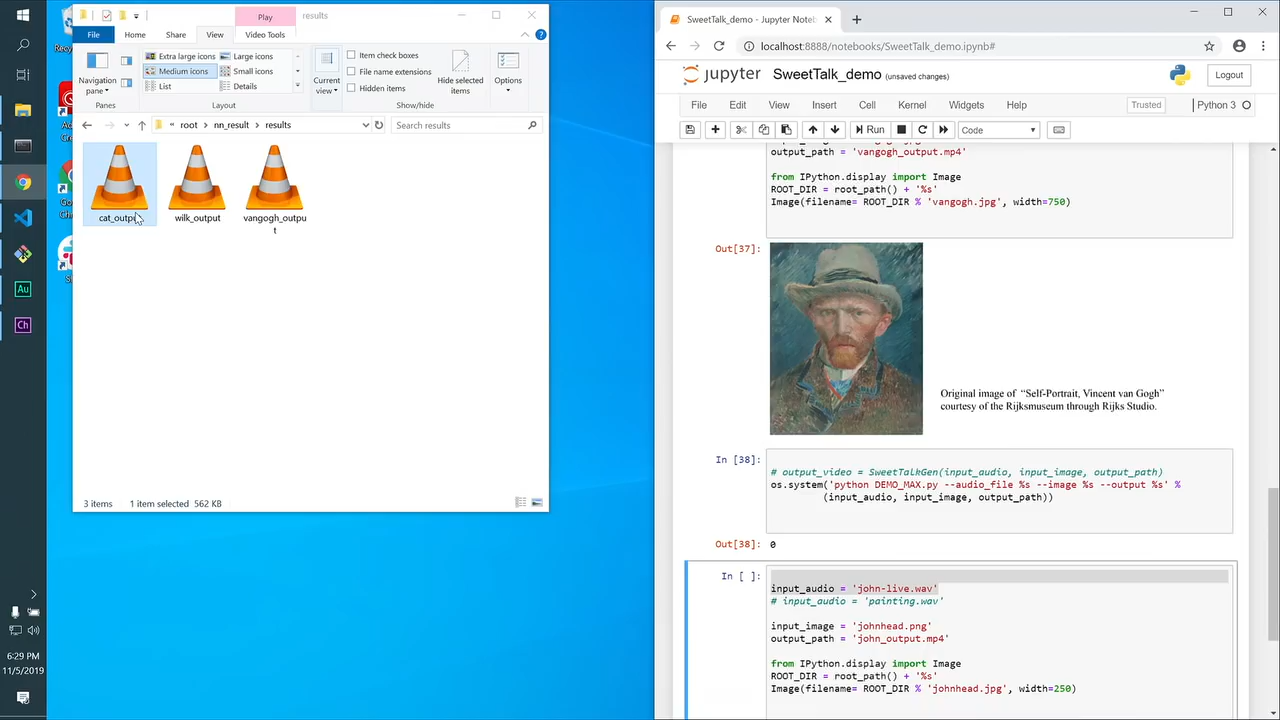 Play
results
File
Home
Share
View
Video Tools
Extra large icons
Large icons
Medium icons
Small icons
List
Details
Navigation
pane
Item check boxes
File name extensions
Hidden items
Current
view
Hide selected
items
Options
Panes
Layout
Show/hide
« root > nn_result > results
Search results
cat_outpu
wilk_output
vangogh_outpu
t
3 items
1 item selected 562 KB
6:29 PM
11/5/2019
Au
Ch
SweetTalk_demo - Jupyter Noteb
localhost:8888/notebooks/SweetTalk_demo.ipynb#
jupyter
SweetTalk_demo
(unsaved changes)
Logout
File
Edit
View
Insert
Cell
Kernel
Widgets
Help
Trusted
Python 3
Run
Code
output_path = 'vangogh_output.mp4'
from IPython.display import Image
ROOT_DIR = root_path() + '%s'
Image(filename= ROOT_DIR % 'vangogh.jpg', width=750)
Out[37]:
Original image of “Self-Portrait, Vincent van Gogh”
courtesy of the Rijksmuseum through Rijks Studio.
In [38]:
# output_video = SweetTalkGen(input_audio, input_image, output_path)
os.system('python DEMO_MAX.py --audio_file %s --image %s --output %s' %
(input_audio, input_image, output_path))
Out[38]: 0
In [ ]:
input_audio = 'john-live.wav'
# input_audio = 'painting.wav'
input_image = 'johnhead.png'
output_path = 'john_output.mp4'
from IPython.display import Image
ROOT_DIR = root_path() + '%s'
Image(filename= ROOT_DIR % 'johnhead.jpg', width=250)